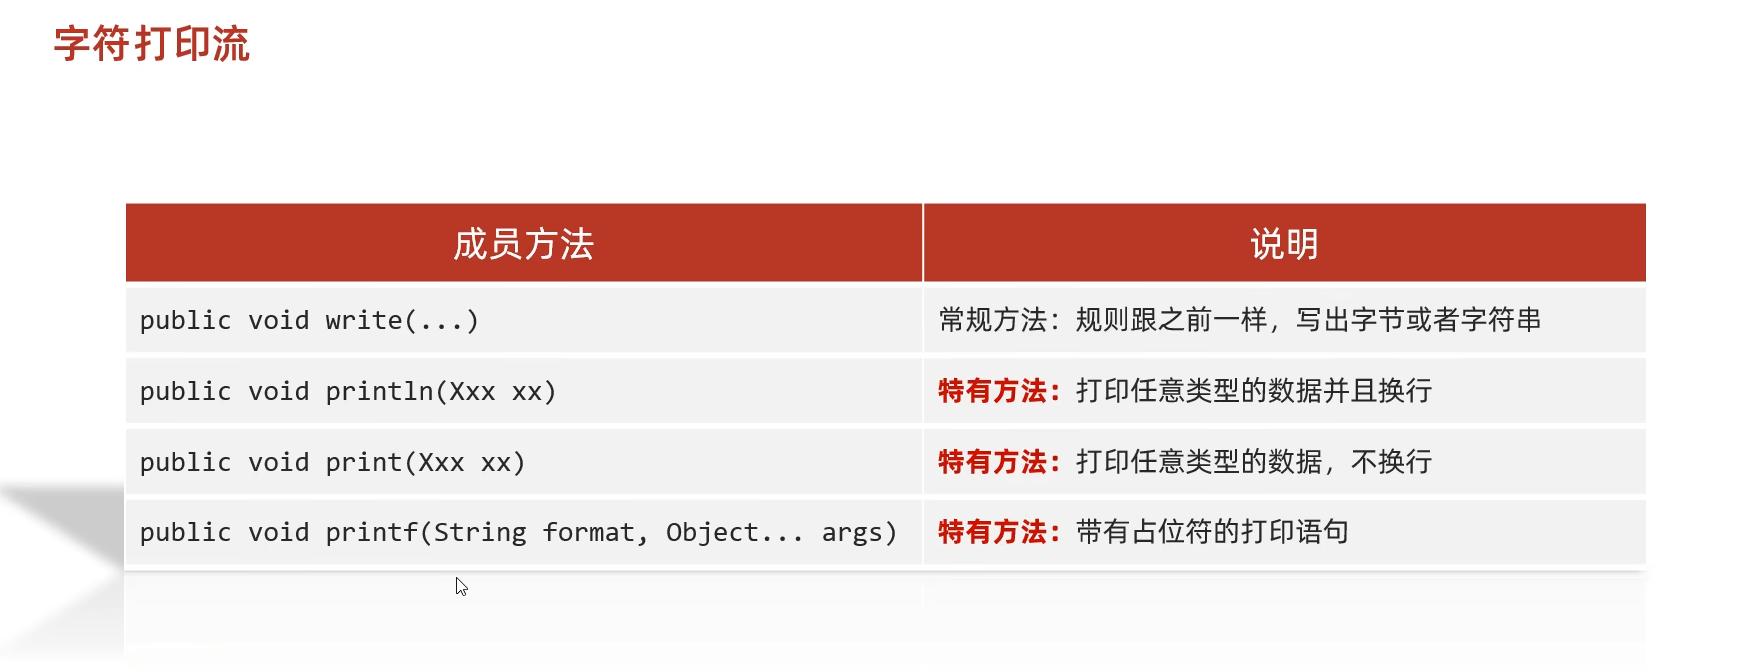 字符打印流
成员方法
说明
public void write(...)
常规方法：规则跟之前一样，写出字节或者字符串
public void println(Xxx xx)
特有方法：打印任意类型的数据并且换行
public void print(Xxx xx)
特有方法：打印任意类型的数据，不换行
public void printf(String format, Object... args)
特有方法：带有占位符的打印语句